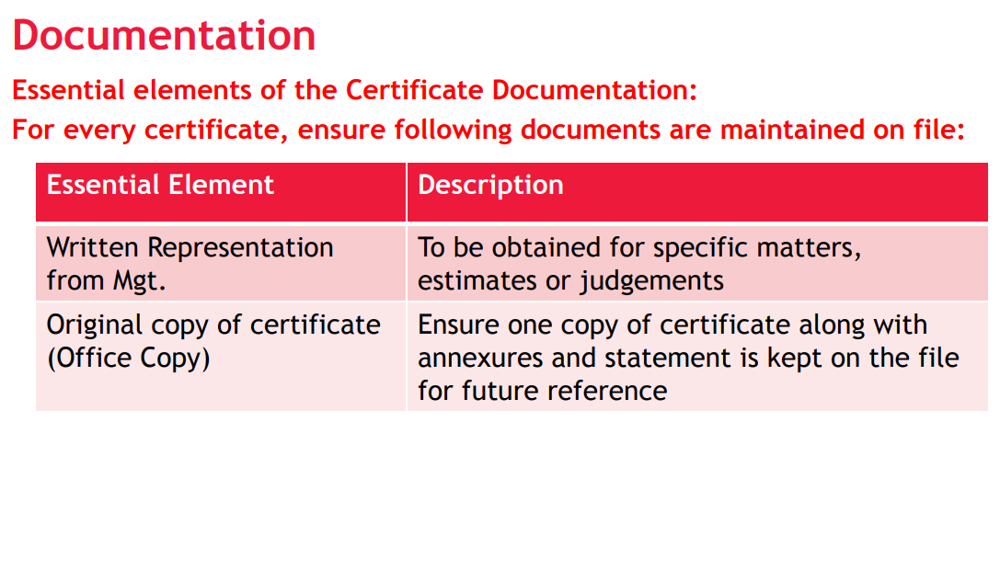 Documentation
Essential elements of the Certificate Documentation:
For every certificate, ensure following documents are maintained on file:
Essential Element
Description
Written Representation
from Mgt.
To be obtained for specific matters,
estimates or judgements
Original copy of certificate
(Office Copy)
Ensure one copy of certificate along with
annexures and statement is kept on the file
for future reference